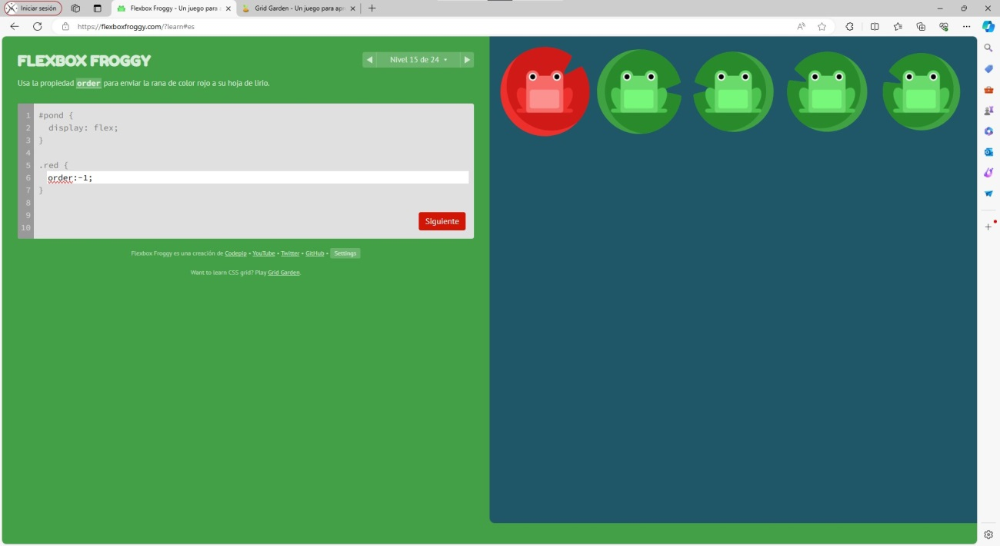 Iniciar sesión
Flexbox Froggy - Un juego para a
Grid Garden - Un juego para apr
https://flexboxfroggy.com/?learn#es
FLEXBOX FROGGY
Nivel 15 de 24
Usa la propiedad order para enviar la rana de color rojo a su hoja de lirio.
1 #pond {
2 display: flex;
3 }
4
5 .red {
6 order:-1;
7 }
8
9
10
Siguiente
Flexbox Froggy es una creación de Codepip • YouTube • Twitter • GitHub • Settings
Want to learn CSS grid? Play Grid Garden.